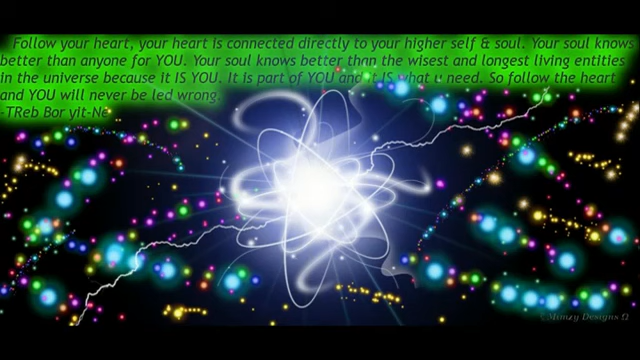 Follow your heart, your heart is connected directly to your higher self & soul. Your soul knows
better than anyone for YOU. Your soul knows better than the wisest and longest living entities
in the universe because it IS YOU. It is part of YOU and it IS what u need. So follow the heart
and YOU will never be led wrong.
-TReb Bor yit-Ne
©Mimzy Designs Ω